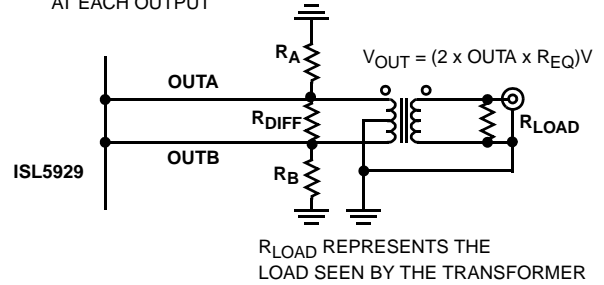 AT EACH OUTPUT
RA
VOUT = (2 x OUTA x REQ)V
OUTA
RDIFF
RLOAD
OUTB
RB
ISL5929
RLOAD REPRESENTS THE
LOAD SEEN BY THE TRANSFORMER